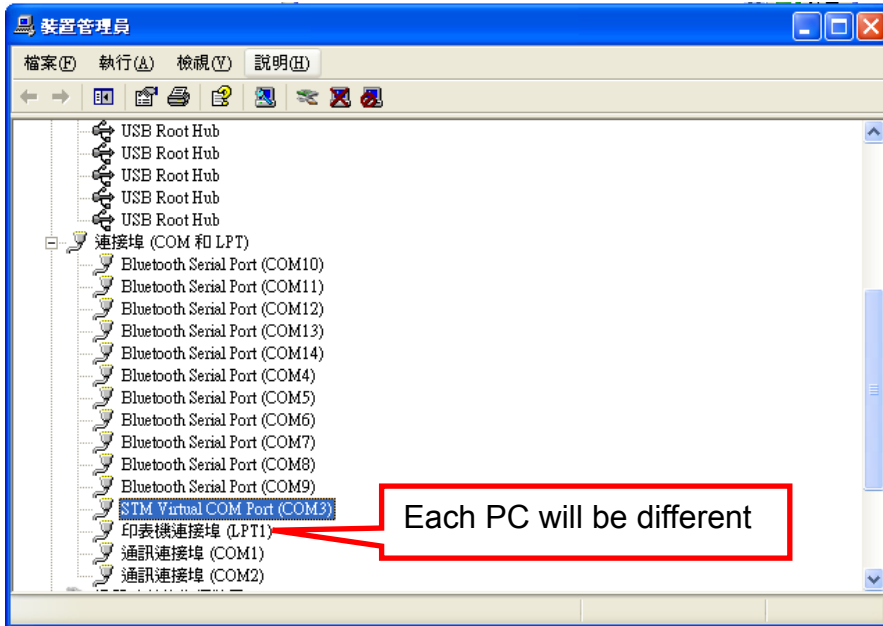 裝置管理員
檔案(F) 執行(A) 檢視(V) 說明(H)
USB Root Hub
USB Root Hub
USB Root Hub
USB Root Hub
USB Root Hub
連接埠 (COM 和 LPT)
Bluetooth Serial Port (COM10)
Bluetooth Serial Port (COM11)
Bluetooth Serial Port (COM12)
Bluetooth Serial Port (COM13)
Bluetooth Serial Port (COM14)
Bluetooth Serial Port (COM4)
Bluetooth Serial Port (COM5)
Bluetooth Serial Port (COM6)
Bluetooth Serial Port (COM7)
Bluetooth Serial Port (COM8)
Bluetooth Serial Port (COM9)
STM Virtual COM Port (COM3)
Each PC will be different
印表機連接埠 (LPT1)
通訊連接埠 (COM1)
通訊連接埠 (COM2)